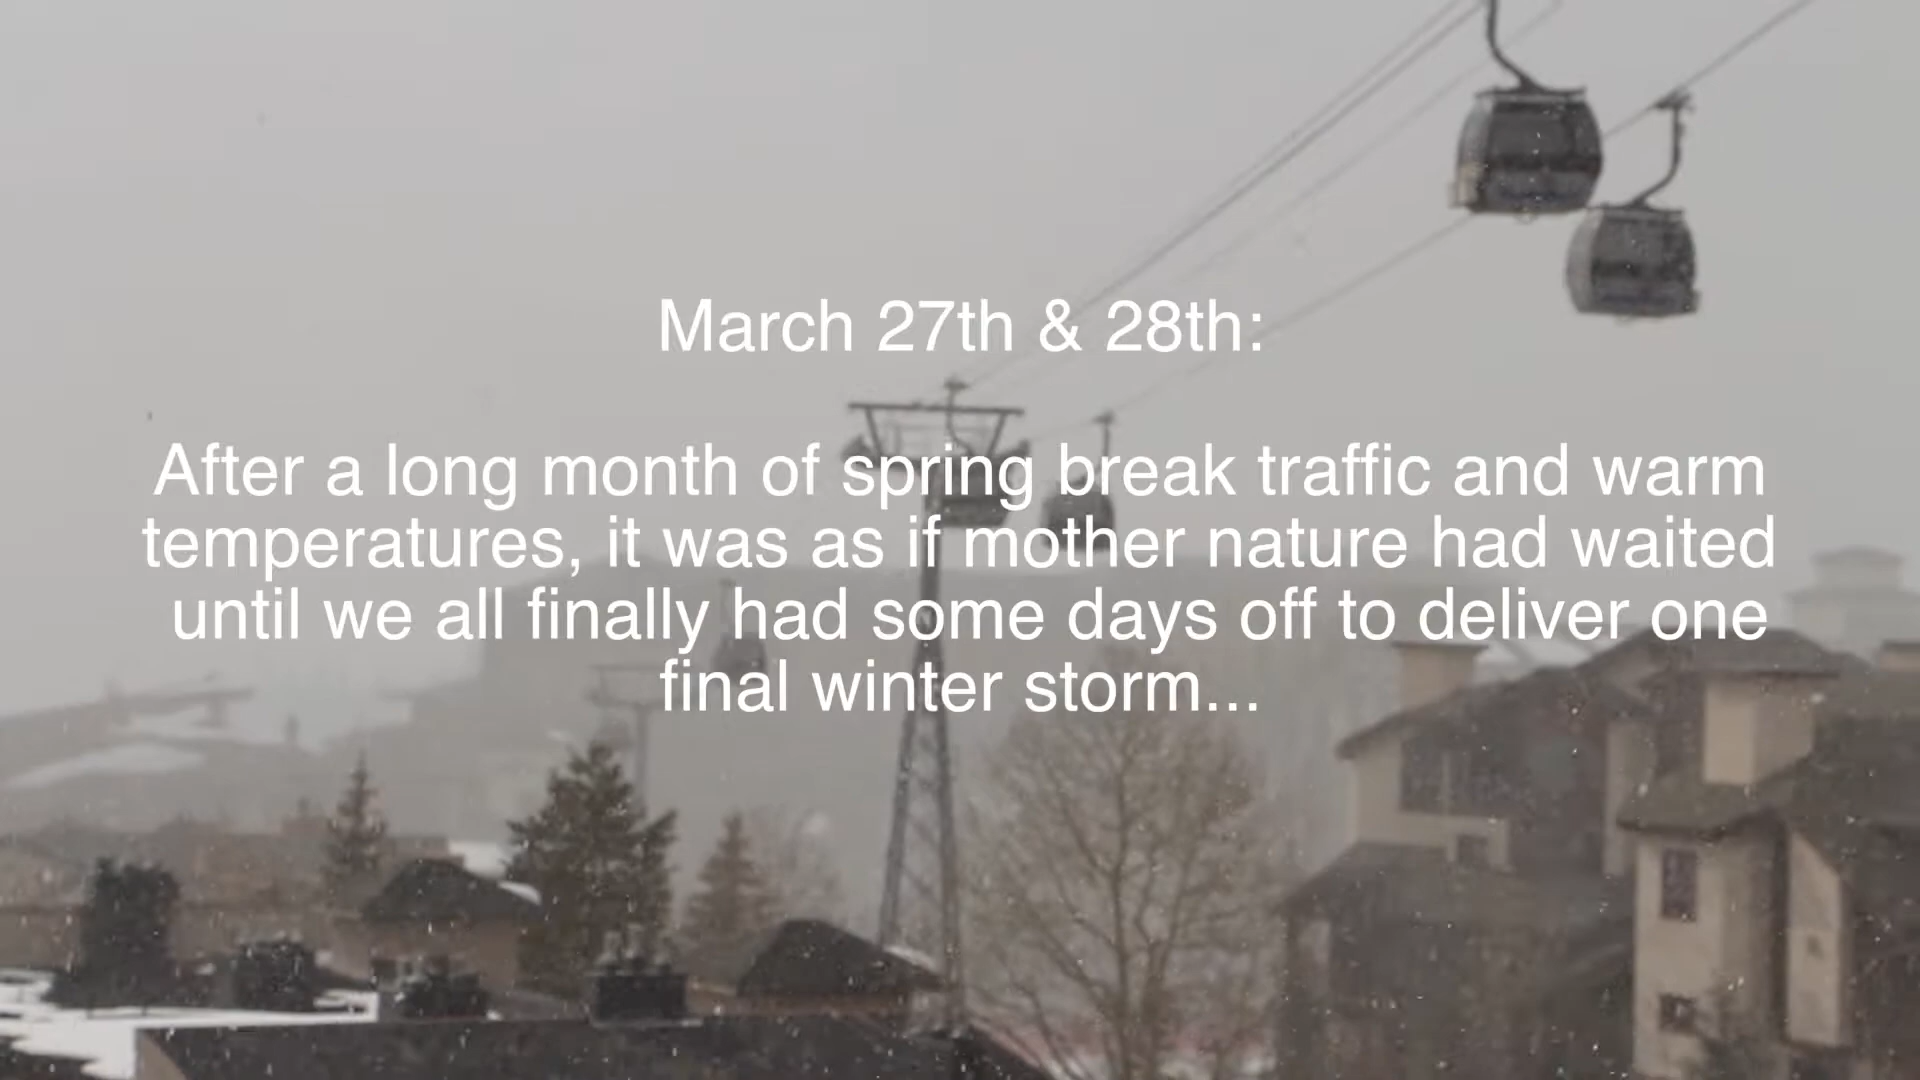 March 27th & 28th:
After a long month of spring break traffic and warm
temperatures, it was as if mother nature had waited
until we all finally had some days off to deliver one
final winter storm...